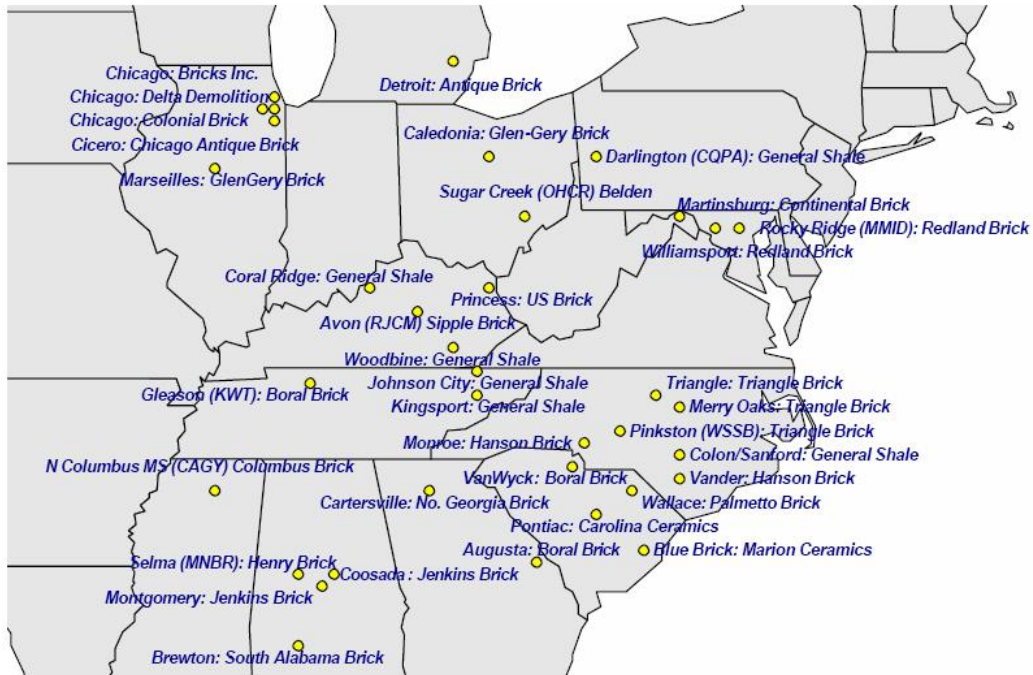 Chicago: Bricks Inc.
Detroit: Antique Brick
Chicago: Delta Demolition
Chicago: Colonial Brick
Caledonia: Glen-Gery Brick
Cicero: Chicago Antique Brick
Darlington (CQPA): General Shale
Marseilles: GlenGery Brick
Sugar Creek (OHCR) Belden
Martinsburg: Continental Brick
Rocky Ridge (MMID): Redland Brick
Williamsport: Redland Brick
Coral Ridge: General Shale
Princess: US Brick
Avon (RJCM) Sipple Brick
Woodbine: General Shale
Johnson City: General Shale
Triangle: Triangle Brick
Gleason (KWT): Boral Brick
Kingsport: General Shale
Merry Oaks: Triangle Brick
Pinkston (WSSB): Triangle Brick
Monroe: Hanson Brick
Colon/Sanford: General Shale
N Columbus MS (CAGY) Columbus Brick
VanWyck: Boral Brick
Vander: Hanson Brick
Cartersville: No. Georgia Brick
Wallace: Palmetto Brick
Pontiac: Carolina Ceramics
Augusta: Boral Brick
Blue Brick: Marion Ceramics
Selma (MNBR): Henry Brick
Coosada : Jenkins Brick
Montgomery: Jenkins Brick
Brewton: South Alabama Brick